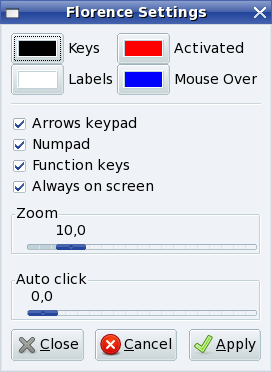 Florence Settings
Keys
Activated
Labels
Mouse Over
Arrows keypad
Numpad
Function keys
Always on screen
Zoom
10,0
Auto click
0,0
Close
Cancel
Apply